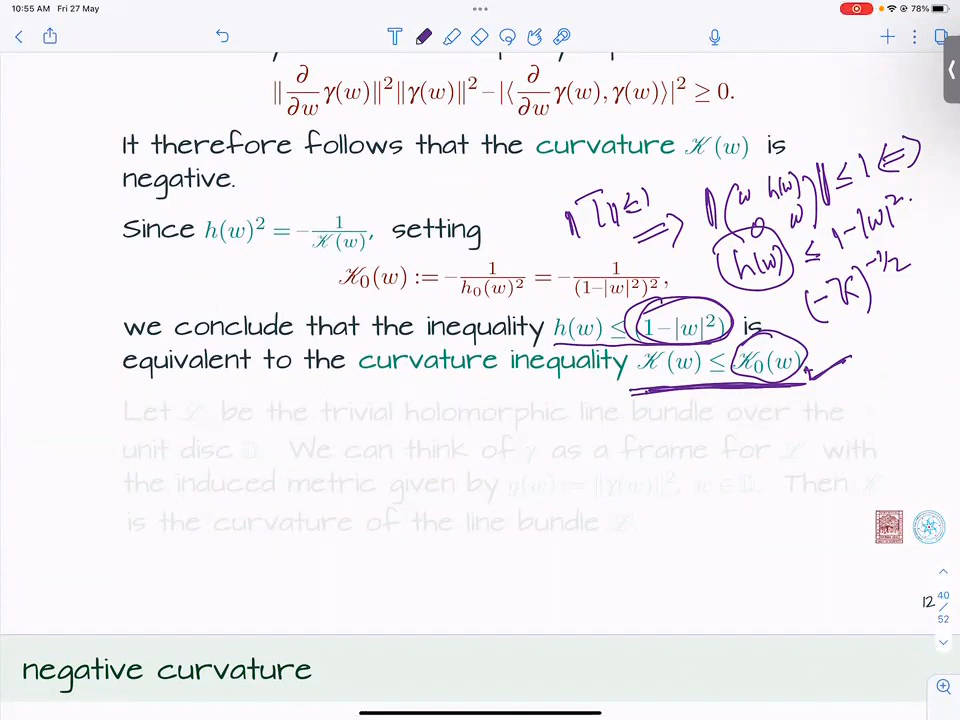 10:55 AM Fri 27 May
78%
‖∂/∂w γ(w)‖²‖γ(w)‖² − |⟨∂/∂w γ(w), γ(w)⟩|² ≥ 0.
It therefore follows that the curvature 𝒦(w) is
negative.
Since h(w)² = −1/𝒦(w), setting
𝒦₀(w) := −1/h₀(w)² = −1/(1−|w|²)²,
we conclude that the inequality h(w) ≤ (1−|w|²) is
equivalent to the curvature inequality 𝒦(w) ≤ 𝒦₀(w).
‖T‖ ≤ 1 ⟹ ‖(w h(w) 0 w)‖ ≤ 1 ⟺
h(w) ≤ 1−|w|².
(−𝒦)^−1/2
Let ℒ be the trivial holomorphic line bundle over the
unit disc 𝔻. We can think of γ as a frame for ℒ with
the induced metric given by g(w) := ‖γ(w)‖², w ∈ 𝔻. Then 𝒦
is the curvature of the line bundle ℒ.
12 40
/
52
negative curvature